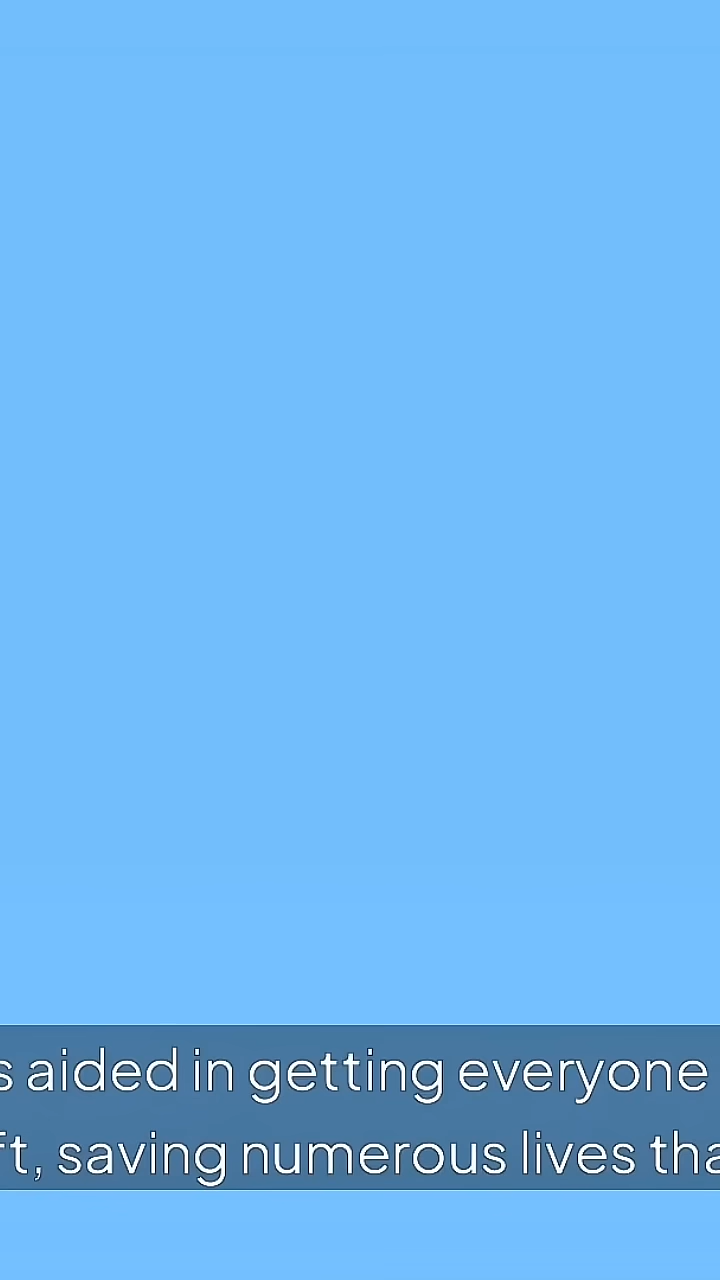 s aided in getting everyone
ft, saving numerous lives tha